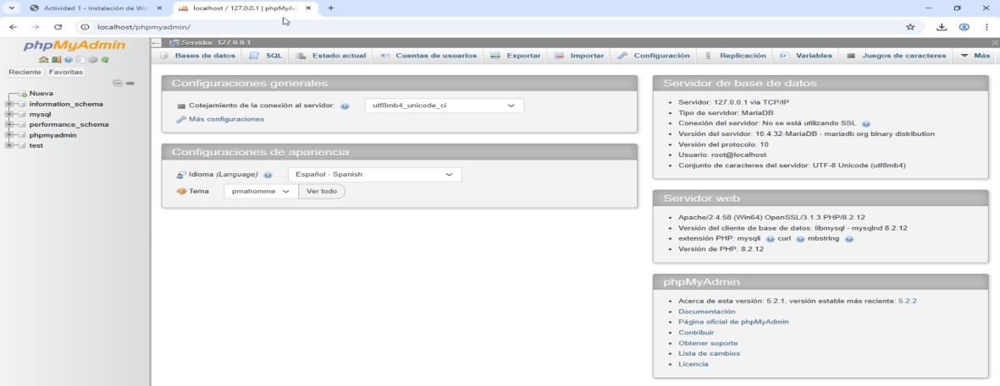 Actividad 1 - Instalación de Wor
localhost / 127.0.0.1 | phpMyAd
localhost/phpmyadmin/
phpMyAdmin
Reciente Favoritas
Nueva
information_schema
mysql
performance_schema
phpmyadmin
test
Servidor: 127.0.0.1
Bases de datos SQL Estado actual Cuentas de usuarios Exportar Importar Configuración Replicación Variables Juegos de caracteres Más
Configuraciones generales
Cotejamiento de la conexión al servidor: utf8mb4_unicode_ci
Más configuraciones
Configuraciones de apariencia
Idioma (Language) Español - Spanish
Tema pmahomme Ver todo
Servidor de base de datos
• Servidor: 127.0.0.1 via TCP/IP
• Tipo de servidor: MariaDB
• Conexión del servidor: No se está utilizando SSL
• Versión del servidor: 10.4.32-MariaDB - mariadb.org binary distribution
• Versión del protocolo: 10
• Usuario: root@localhost
• Conjunto de caracteres del servidor: UTF-8 Unicode (utf8mb4)
Servidor web
• Apache/2.4.58 (Win64) OpenSSL/3.1.3 PHP/8.2.12
• Versión del cliente de base de datos: libmysql - mysqlnd 8.2.12
• extensión PHP: mysqli curl mbstring
• Versión de PHP: 8.2.12
phpMyAdmin
• Acerca de esta versión: 5.2.1, versión estable más reciente: 5.2.2
• Documentación
• Página oficial de phpMyAdmin
• Contribuir
• Obtener soporte
• Lista de cambios
• Licencia